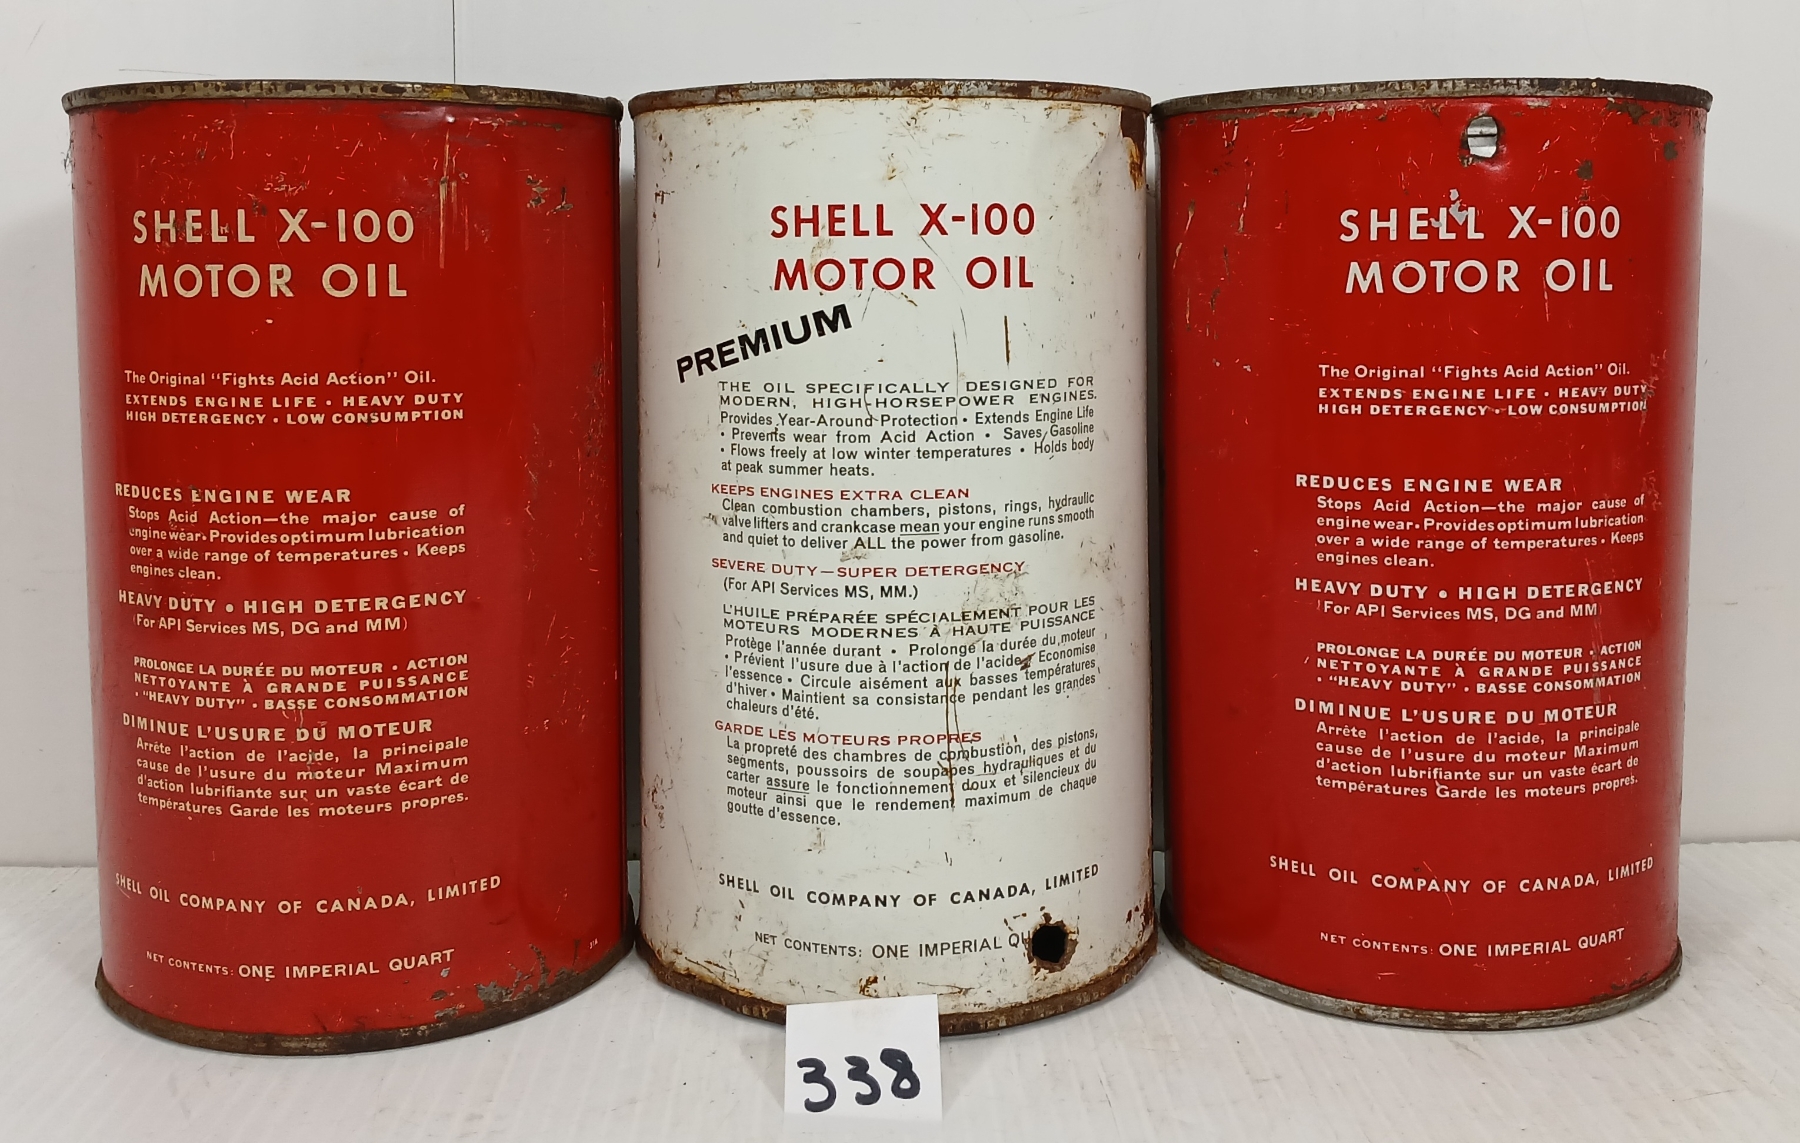 SHELL X-100
MOTOR OIL
The Original "Fights Acid Action" Oil.
EXTENDS ENGINE LIFE • HEAVY DUTY
HIGH DETERGENCY • LOW CONSUMPTION
REDUCES ENGINE WEAR
Stops Acid Action—the major cause of
engine wear • Provides optimum lubrication
over a wide range of temperatures • Keeps
engines clean.
HEAVY DUTY • HIGH DETERGENCY
(For API Services MS, DG and MM)
PROLONGE LA DURÉE DU MOTEUR • ACTION
NETTOYANTE À GRANDE PUISSANCE
• "HEAVY DUTY" • BASSE CONSOMMATION
DIMINUE L'USURE DU MOTEUR
Arrête l'action de l'acide, la principale
cause de l'usure du moteur Maximum
d'action lubrifiante sur un vaste écart de
températures Garde les moteurs propres.
SHELL OIL COMPANY OF CANADA, LIMITED
NET CONTENTS: ONE IMPERIAL QUART
SHELL X-100
MOTOR OIL
PREMIUM
THE OIL SPECIFICALLY DESIGNED FOR
MODERN, HIGH-HORSEPOWER ENGINES.
Provides Year-Around Protection • Extends Engine Life
• Prevents wear from Acid Action • Saves Gasoline
• Flows freely at low winter temperatures • Holds body
at peak summer heats.
KEEPS ENGINES EXTRA CLEAN
Clean combustion chambers, pistons, rings, hydraulic
valve lifters and crankcase mean your engine runs smooth
and quiet to deliver ALL the power from gasoline.
SEVERE DUTY—SUPER DETERGENCY
(For API Services MS, MM.)
L'HUILE PRÉPARÉE SPÉCIALEMENT POUR LES
MOTEURS MODERNES À HAUTE PUISSANCE
Protège l'année durant • Prolonge la durée du moteur
• Prévient l'usure due à l'action de l'acide • Economise
l'essence • Circule aisément aux basses températures
d'hiver • Maintient sa consistance pendant les grandes
chaleurs d'été.
GARDE LES MOTEURS PROPRES
La propreté des chambres de combustion, des pistons,
segments, poussoirs de soupapes hydrauliques et du
carter assure le fonctionnement doux et silencieux du
moteur ainsi que le rendement maximum de chaque
goutte d'essence.
SHELL OIL COMPANY OF CANADA, LIMITED
NET CONTENTS: ONE IMPERIAL QU
SHELL X-100
MOTOR OIL
The Original "Fights Acid Action" Oil.
EXTENDS ENGINE LIFE • HEAVY DUTY
HIGH DETERGENCY • LOW CONSUMPTION
REDUCES ENGINE WEAR
Stops Acid Action—the major cause of
engine wear • Provides optimum lubrication
over a wide range of temperatures • Keeps
engines clean.
HEAVY DUTY • HIGH DETERGENCY
(For API Services MS, DG and MM)
PROLONGE LA DURÉE DU MOTEUR • ACTION
NETTOYANTE À GRANDE PUISSANCE
• "HEAVY DUTY" • BASSE CONSOMMATION
DIMINUE L'USURE DU MOTEUR
Arrête l'action de l'acide, la principale
cause de l'usure du moteur Maximum
d'action lubrifiante sur un vaste écart de
températures Garde les moteurs propres.
SHELL OIL COMPANY OF CANADA, LIMITED
NET CONTENTS: ONE IMPERIAL QUART
338